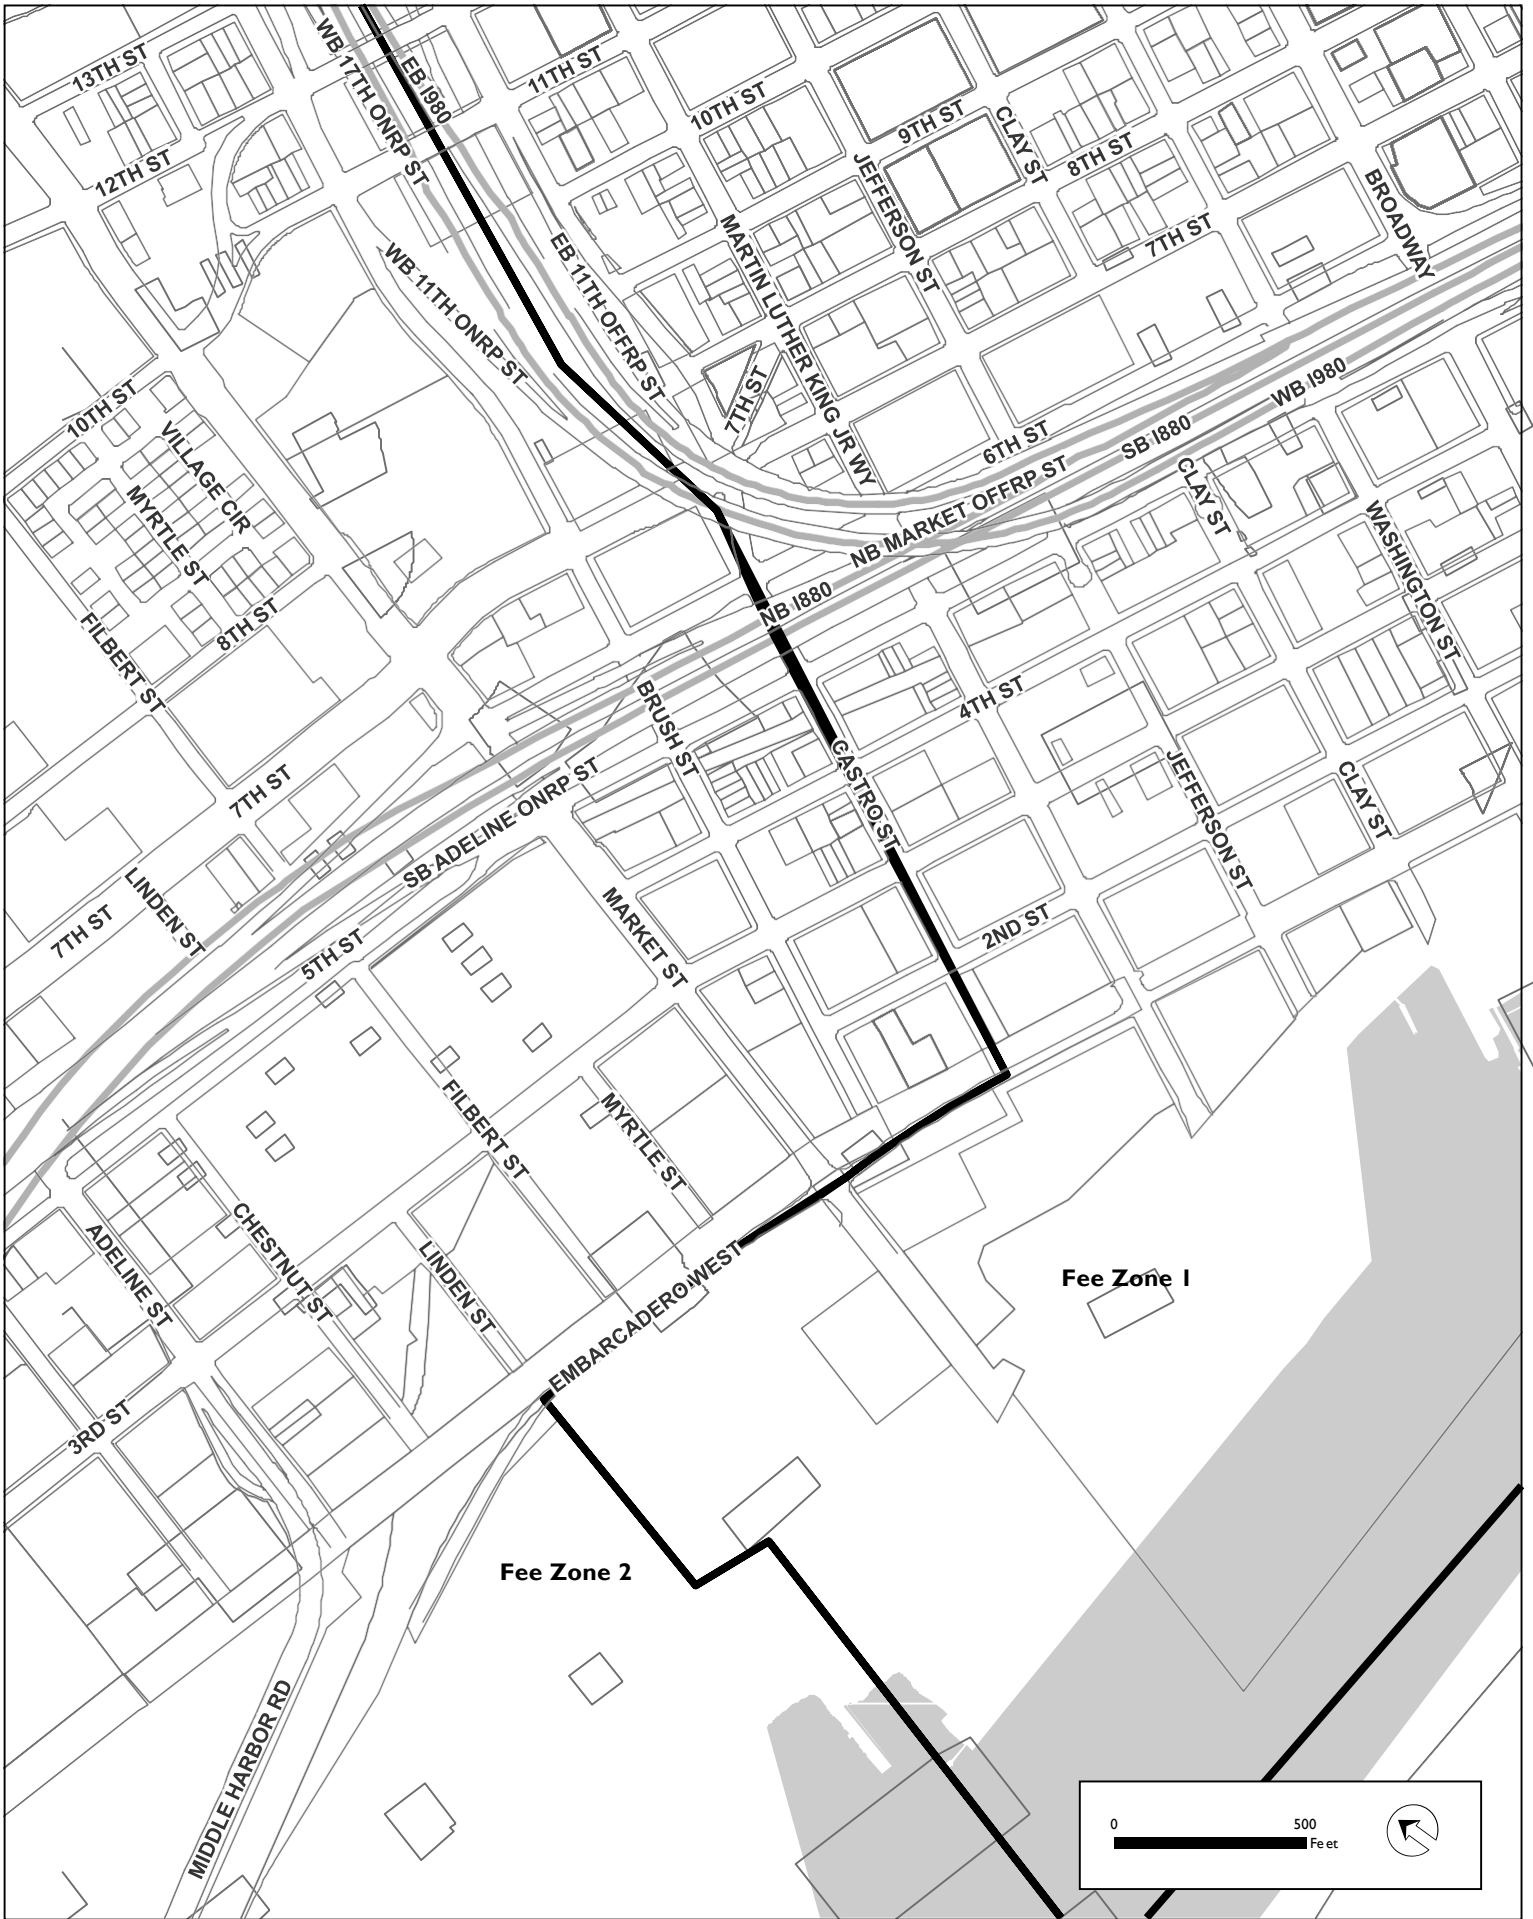 13TH ST
WB 17TH ONRP ST
EB I980
11TH ST
10TH ST
9TH ST
CLAY ST
8TH ST
12TH ST
JEFFERSON ST
BROADWAY
7TH ST
MARTIN LUTHER KING JR WY
EB 11TH OFFRP ST
WB 11TH ONRP ST
7TH ST
10TH ST
VILLAGE CIR
MYRTLE ST
6TH ST
NB MARKET OFFRP ST
SB I880
WB I980
CLAY ST
WASHINGTON ST
FILBERT ST
8TH ST
NB I880
BRUSH ST
4TH ST
CASTRO ST
JEFFERSON ST
CLAY ST
7TH ST
SB ADELINE ONRP ST
LINDEN ST
7TH ST
5TH ST
MARKET ST
2ND ST
FILBERT ST
MYRTLE ST
ADELINE ST
CHESTNUT ST
LINDEN ST
EMBARCADERO WEST
Fee Zone 1
3RD ST
Fee Zone 2
MIDDLE HARBOR RD
0 500
Feet